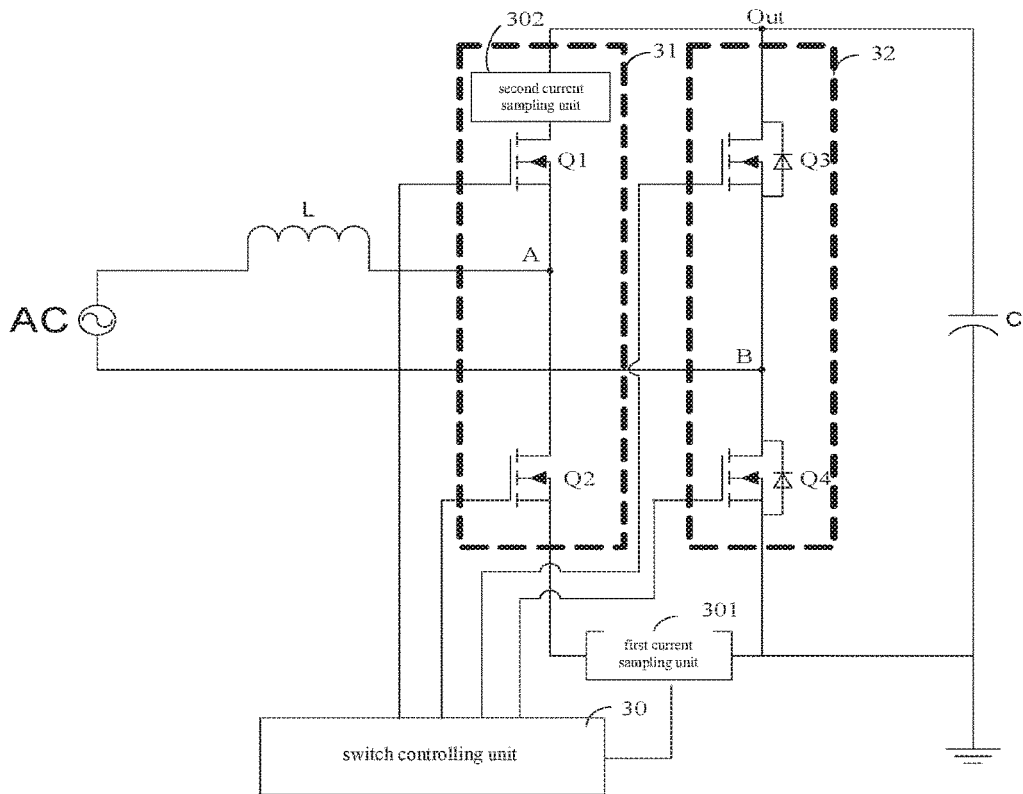 Out
302
31
32
second current
sampling unit
Q1
Q3
L
A
AC
C
B
Q2
Q4
301
first current
sampling unit
30
switch controlling unit